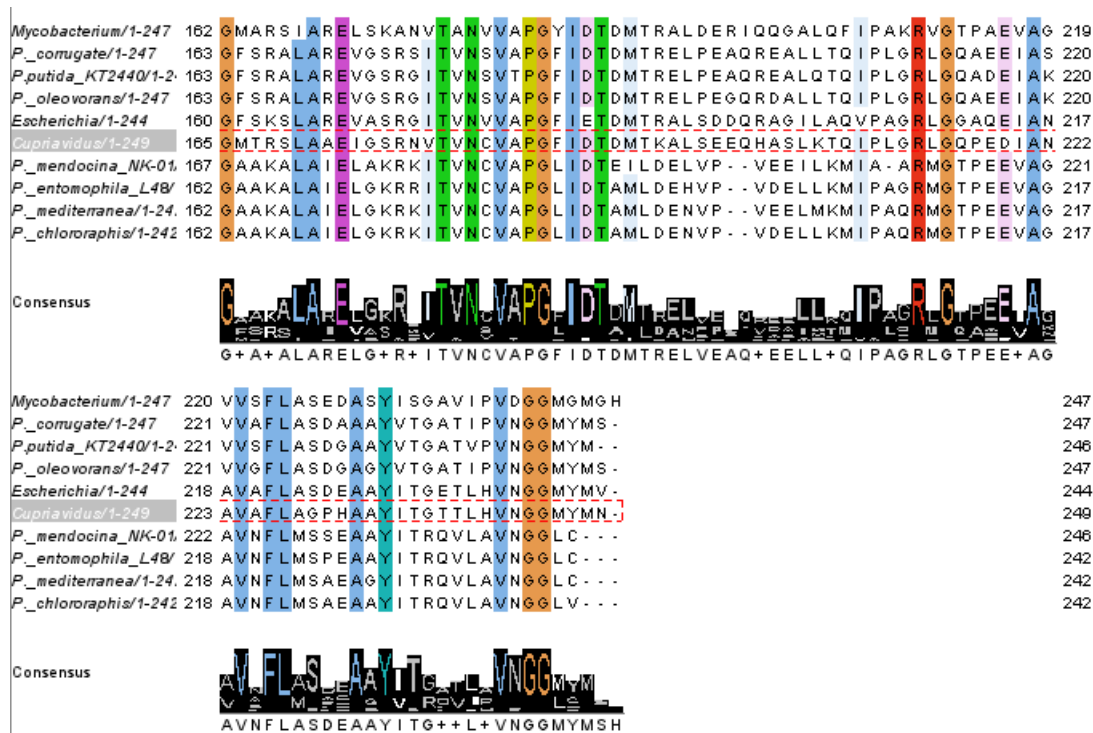 Mycobacterium/1-247 162 GMARSIARELSKANVTANVVAPGYIDTDMTRALDERIQQGALQFIPAKRVGTPAEVAG 219
P._corrugate/1-247 163 GFSRALAREVGSRSITVNSVAPGFIDTDMTRELPEAQREALLTQIPLGRLGQAEEIAS 220
P.putida_KT2440/1-2 163 GFSRALAREVGSRGITVNSVTPGFIDTDMTRELPEAQREALQTQIPLGRLGQADEIAK 220
P._oleovorans/1-247 163 GFSRALAREVGSRGITVNSVAPGFIDTDMTRELPEGQRDALLTQIPLGRLGQAEEIAK 220
Escherichia/1-244 160 GFSKSLAREVASRGITVNVVAPGFIETDMTRALSDDQRAGILAQVPAGRLGGAQEIAN 217
Cupriavidus/1-249 165 GMTRSLAAEIGSRNVTVNCVAPGFIDTDMTKALSEEQHASLKTQIPLGRLGQPEDIAN 222
P._mendocina_NK-01/ 167 GAAKALAIELAKRKITVNCVAPGLIDTEILDELVP--VEEILKMIA-ARMGTPEEVAG 221
P._entomophila_L48/ 162 GAAKALAIELGKRRITVNCVAPGLIDTAMLDEHVP--VDELLKMIPAGRMGTPEEVAG 217
P._mediterranea/1-24. 162 GAAKALAIELGKRKITVNCVAPGLIDTAMLDENVP--VEELMKMIPAQRMGTPEEVAG 217
P._chlororaphis/1-242 162 GAAKALAIELGKRKITVNCVAPGLIDTAMLDENVP--VDELLKMIPAQRMGTPEEVAG 217
Consensus
G+A+ALARELG+R+ITVNCVAPGFIDTDMTRELVEAQ+EELL+QIPAGRLGTPEE+AG
Mycobacterium/1-247 220 VVSFLASEDASYISGAVIPVDGGMGMGH 247
P._corrugate/1-247 221 VVAFLASDAAAYVTGATIPVNGGMYMS- 247
P.putida_KT2440/1-2 221 VVSFLASDGAAYVTGATVPVNGGMYM-- 246
P._oleovorans/1-247 221 VVGFLASDGAGYVTGATIPVNGGMYMS- 247
Escherichia/1-244 218 AVAFLASDEAAYITGETLHVNGGMYMV- 244
Cupriavidus/1-249 223 AVAFLAGPHAAYITGTTLHVNGGMYMN- 249
P._mendocina_NK-01/ 222 AVNFLMSSEAAYITRQVLAVNGGLC--- 246
P._entomophila_L48/ 218 AVNFLMSPEAAYITRQVLAVNGGLC--- 242
P._mediterranea/1-24. 218 AVNFLMSAEAGYITRQVLAVNGGLC--- 242
P._chlororaphis/1-242 218 AVNFLMSAEAAYITRQVLAVNGGLV--- 242
Consensus
AVNFLASDEAAYITG++L+VNGGMYMSH